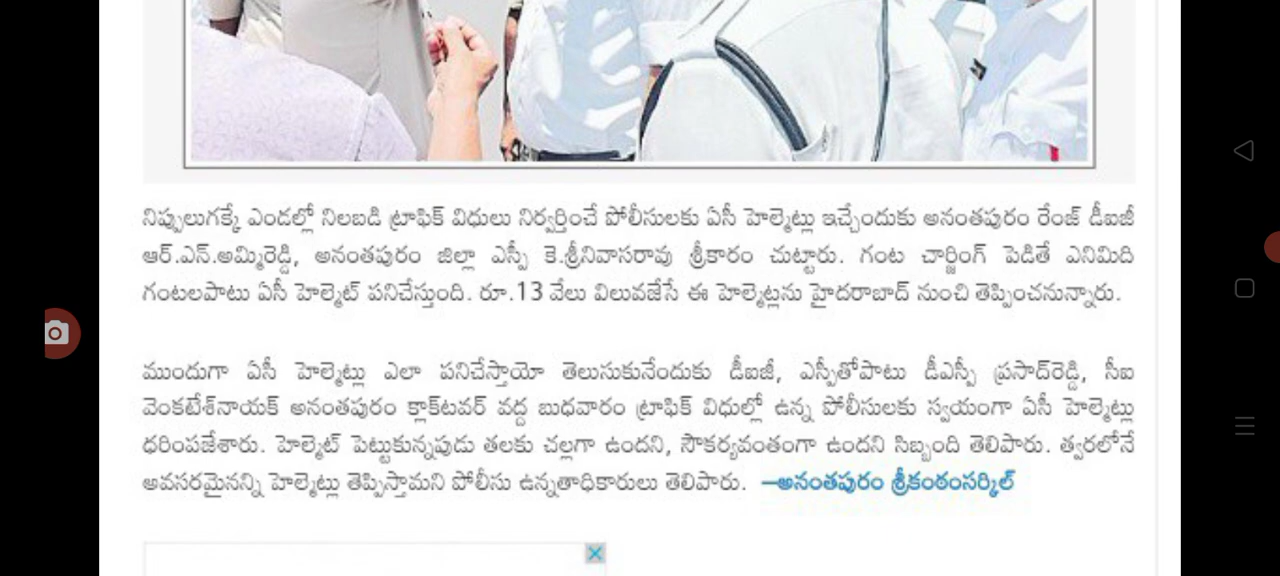 నిప్పులుగక్కే ఎండల్లో నిలబడి ట్రాఫిక్ విధులు నిర్వర్తించే పోలీసులకు ఏసీ హెల్మెట్లు ఇచ్చేందుకు అనంతపురం రేంజ్ డీఐజీ
ఆర్.ఎన్.అమ్మిరెడ్డి, అనంతపురం జిల్లా ఎస్పీ కె.శ్రీనివాసరావు శ్రీకారం చుట్టారు. గంట చార్జింగ్ పెడితే ఎనిమిది
గంటలపాటు ఏసీ హెల్మెట్ పనిచేస్తుంది. రూ.13 వేలు విలువజేసే ఈ హెల్మెట్లను హైదరాబాద్ నుంచి తెప్పించనున్నారు.
ముందుగా ఏసీ హెల్మెట్లు ఎలా పనిచేస్తాయో తెలుసుకునేందుకు డీఐజీ, ఎస్పీతోపాటు డీఎస్పీ ప్రసాద్‌రెడ్డి, సీఐ
వెంకటేశ్‌నాయక్ అనంతపురం క్లాక్‌టవర్ వద్ద బుధవారం ట్రాఫిక్ విధుల్లో ఉన్న పోలీసులకు స్వయంగా ఏసీ హెల్మెట్లు
ధరింపజేశారు. హెల్మెట్ పెట్టుకున్నపుడు తలకు చల్లగా ఉందని, సౌకర్యవంతంగా ఉందని సిబ్బంది తెలిపారు. త్వరలోనే
అవసరమైనన్ని హెల్మెట్లు తెప్పిస్తామని పోలీసు ఉన్నతాధికారులు తెలిపారు. –అనంతపురం శ్రీకంఠంసర్కిల్